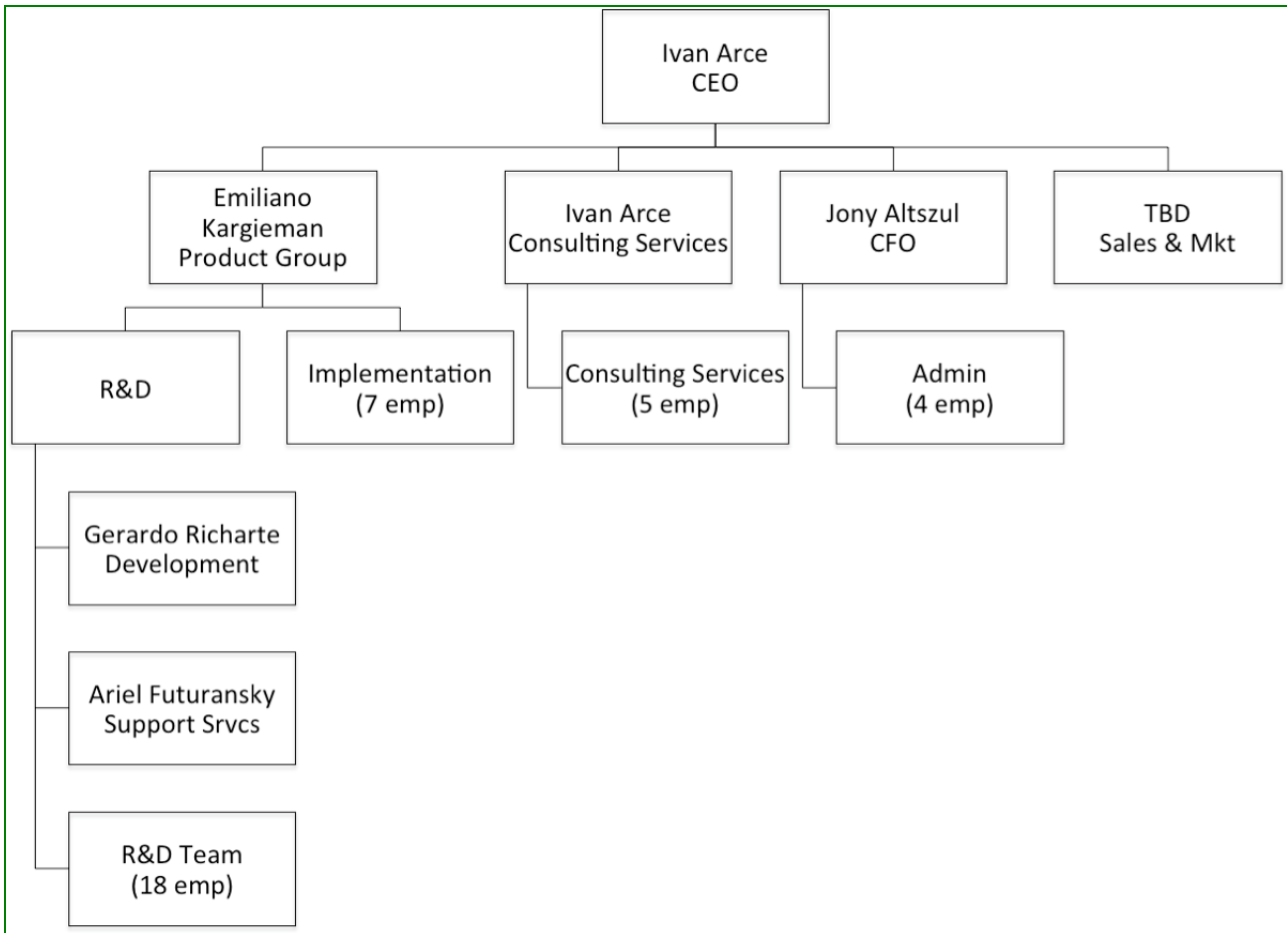 Ivan Arce
CEO
Emiliano
Kargieman
Product Group
Ivan Arce
Consulting Services
Jony Altszul
CFO
TBD
Sales & Mkt
R&D
Implementation
(7 emp)
Consulting Services
(5 emp)
Admin
(4 emp)
Gerardo Richarte
Development
Ariel Futuransky
Support Srvcs
R&D Team
(18 emp)